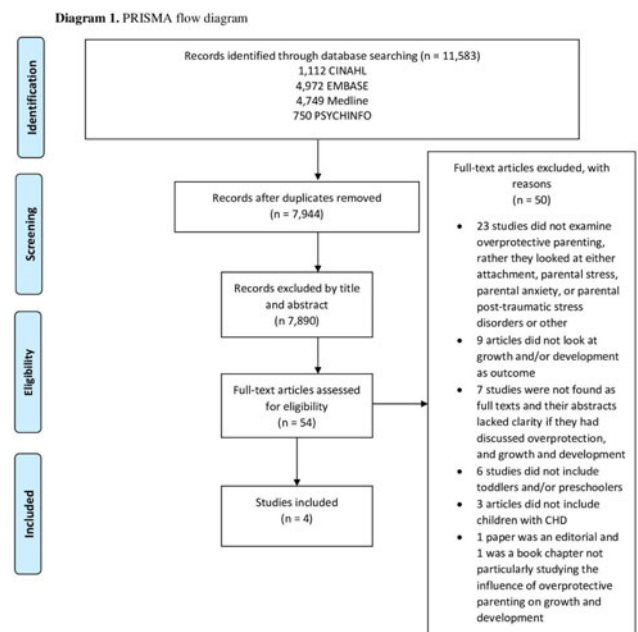 Diagram 1. PRISMA flow diagram
Identification
Records identified through database searching (n = 11,583)
1,112 CINAHL
4,972 EMBASE
4,749 Medline
750 PSYCHINFO
Screening
Records after duplicates removed
(n = 7,944)
Records excluded by title
and abstract
(n 7,890)
Eligibility
Full-text articles assessed
for eligibility
(n = 54)
Included
Studies included
(n = 4)
Full-text articles excluded, with
reasons
(n = 50)
• 23 studies did not examine
overprotective parenting,
rather they looked at either
attachment, parental stress,
parental anxiety, or parental
post-traumatic stress
disorders or other
• 9 articles did not look at
growth and/or development
as outcome
• 7 studies were not found as
full texts and their abstracts
lacked clarity if they had
discussed overprotection,
and growth and development
• 6 studies did not include
toddlers and/or preschoolers
• 3 articles did not include
children with CHD
• 1 paper was an editorial and
1 was a book chapter not
particularly studying the
influence of overprotective
parenting on growth and
development